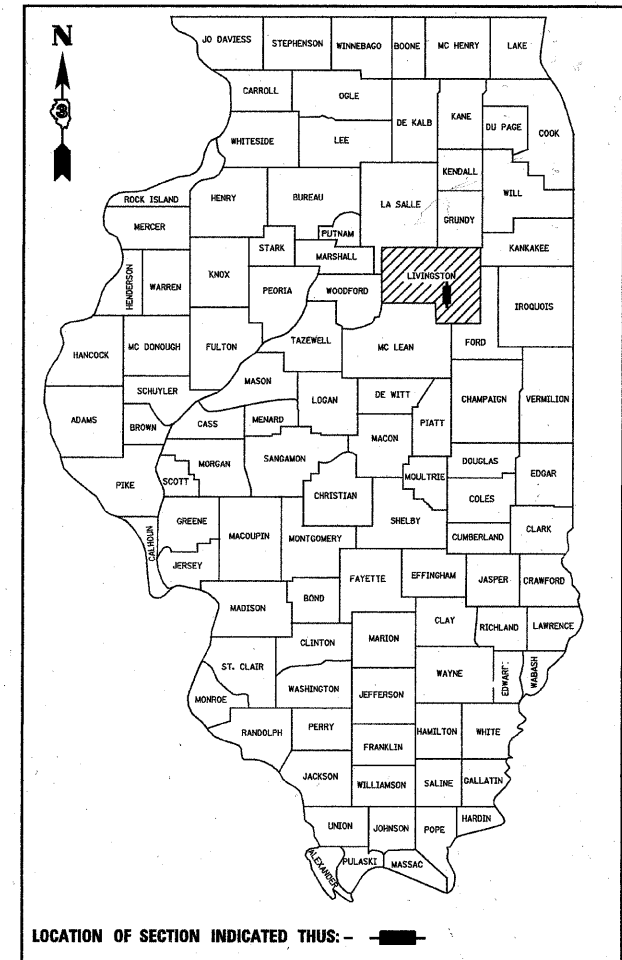 N
JO DAVIESS
STEPHENSON
WINNEBAGO
BOONE
MC HENRY
LAKE
CARROLL
OGLE
DE KALB
KANE
DU PAGE
COOK
WHITESIDE
LEE
KENDALL
WILL
ROCK ISLAND
HENRY
BUREAU
LA SALLE
GRUNDY
MERCER
PUTNAM
KANKAKEE
STARK
MARSHALL
LIVINGSTON
HENDERSON
WARREN
KNOX
PEORIA
WOODFORD
IROQUOIS
HANCOCK
MC DONOUGH
FULTON
TAZEWELL
MC LEAN
FORD
MASON
SCHUYLER
LOGAN
DE WITT
CHAMPAIGN
VERMILION
ADAMS
BROWN
CASS
MENARD
PIATT
MACON
SANGAMON
DOUGLAS
EDGAR
PIKE
SCOTT
MORGAN
CHRISTIAN
MOULTRIE
COLES
GREENE
MACOUPIN
MONTGOMERY
SHELBY
CALHOUN
CUMBERLAND
CLARK
JERSEY
FAYETTE
EFFINGHAM
JASPER
CRAWFORD
MADISON
BOND
CLAY
RICHLAND
LAWRENCE
CLINTON
MARION
ST. CLAIR
WAYNE
EDWARDS
WABASH
WASHINGTON
JEFFERSON
MONROE
RANDOLPH
PERRY
HAMILTON
WHITE
FRANKLIN
JACKSON
WILLIAMSON
SALINE
GALLATIN
UNION
JOHNSON
POPE
HARDIN
ALEXANDER
PULASKI
MASSAC
LOCATION OF SECTION INDICATED THUS: -